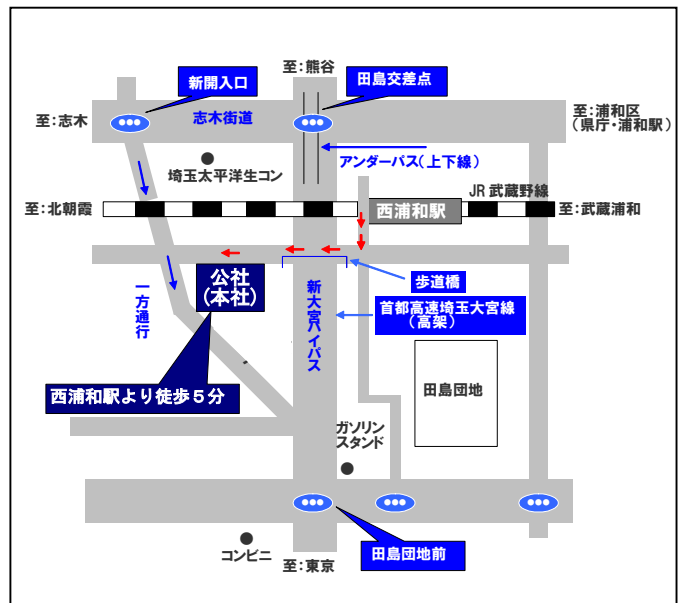 至：熊谷
新開入口
田島交差点
至：志木
志木街道
至：浦和区
（県庁・浦和駅）
アンダーパス（上下線）
埼玉太平洋生コン
JR 武蔵野線
至：北朝霞
西浦和駅
至：武蔵浦和
公社
（本社）
歩道橋
一方通行
新大宮バイパス
首都高速埼玉大宮線
（高架）
西浦和駅より徒歩５分
田島団地
ガソリン
スタンド
コンビニ
田島団地前
至：東京